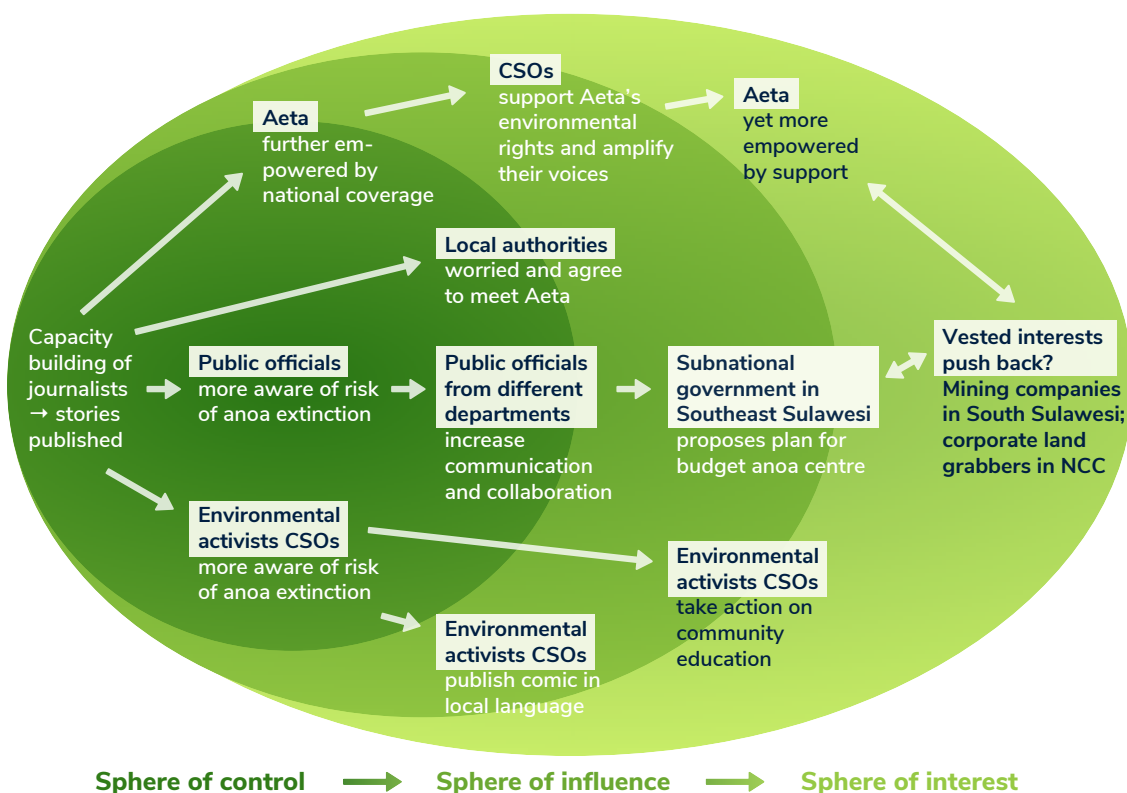 CSOs
support Aeta’s
environmental
rights and amplify
their voices
Aeta
yet more
empowered
by support
Aeta
further em-
powered by
national coverage
Local authorities
worried and agree
to meet Aeta
Capacity
building of
journalists
→ stories
published
Public officials
more aware of risk
of anoa extinction
Public officials
from different
departments
increase
communication
and collaboration
Subnational
government in
Southeast Sulawesi
proposes plan for
budget anoa centre
Vested interests
push back?
Mining companies
in South Sulawesi;
corporate land
grabbers in NCC
Environmental
activists CSOs
more aware of risk
of anoa extinction
Environmental
activists CSOs
take action on
community
education
Environmental
activists CSOs
publish comic in
local language
Sphere of control
Sphere of influence
Sphere of interest